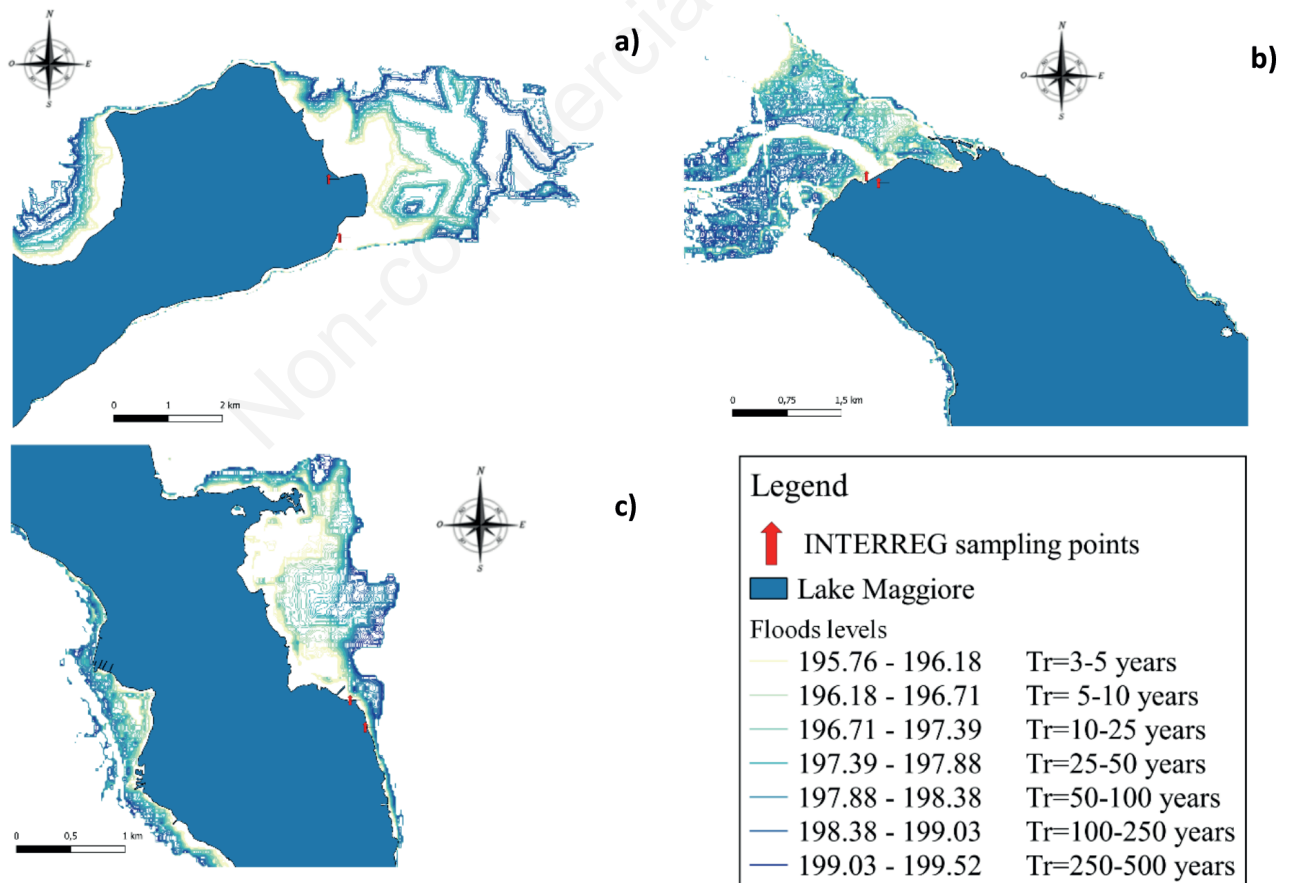 Non-commercial
N
O
E
S
a)
0 1 2 km
N
O
E
S
b)
0 0,75 1,5 km
N
O
E
S
c)
0 0,5 1 km
Legend
INTERREG sampling points
Lake Maggiore
Floods levels
195.76 - 196.18 Tr=3-5 years
196.18 - 196.71 Tr= 5-10 years
196.71 - 197.39 Tr=10-25 years
197.39 - 197.88 Tr=25-50 years
197.88 - 198.38 Tr=50-100 years
198.38 - 199.03 Tr=100-250 years
199.03 - 199.52 Tr=250-500 years